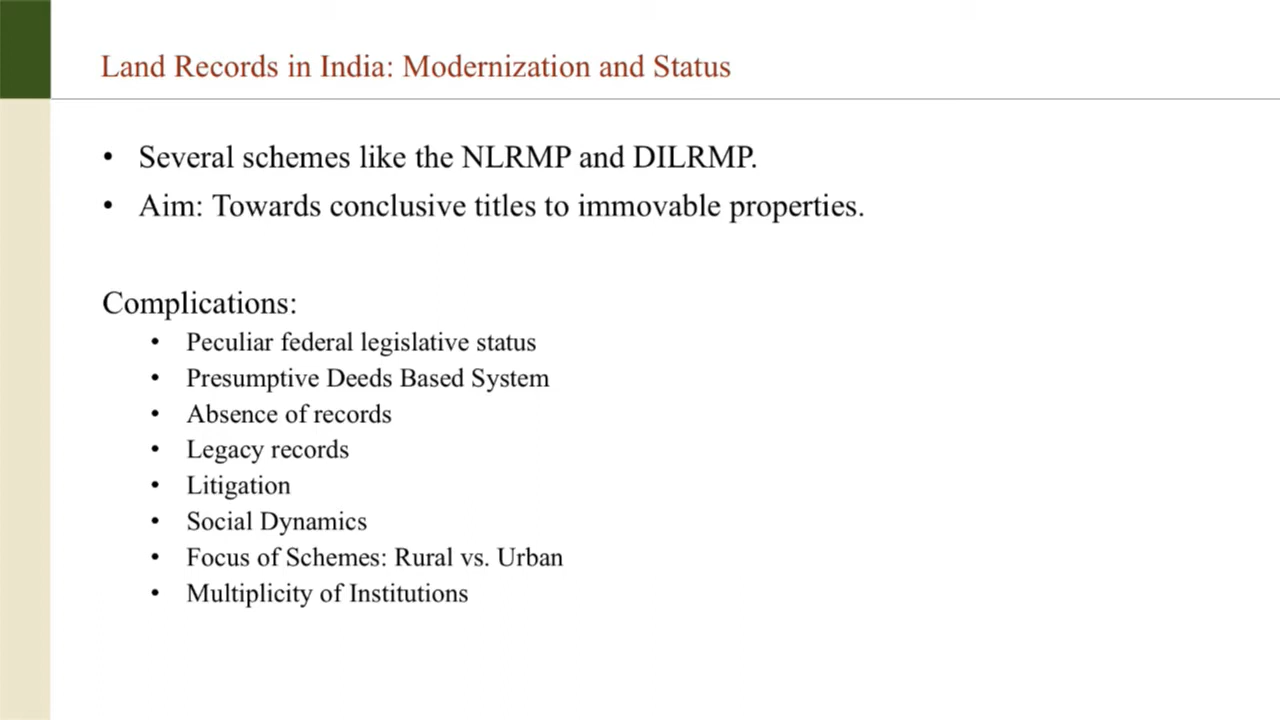 Land Records in India: Modernization and Status
• Several schemes like the NLRMP and DILRMP.
• Aim: Towards conclusive titles to immovable properties.
Complications:
• Peculiar federal legislative status
• Presumptive Deeds Based System
• Absence of records
• Legacy records
• Litigation
• Social Dynamics
• Focus of Schemes: Rural vs. Urban
• Multiplicity of Institutions